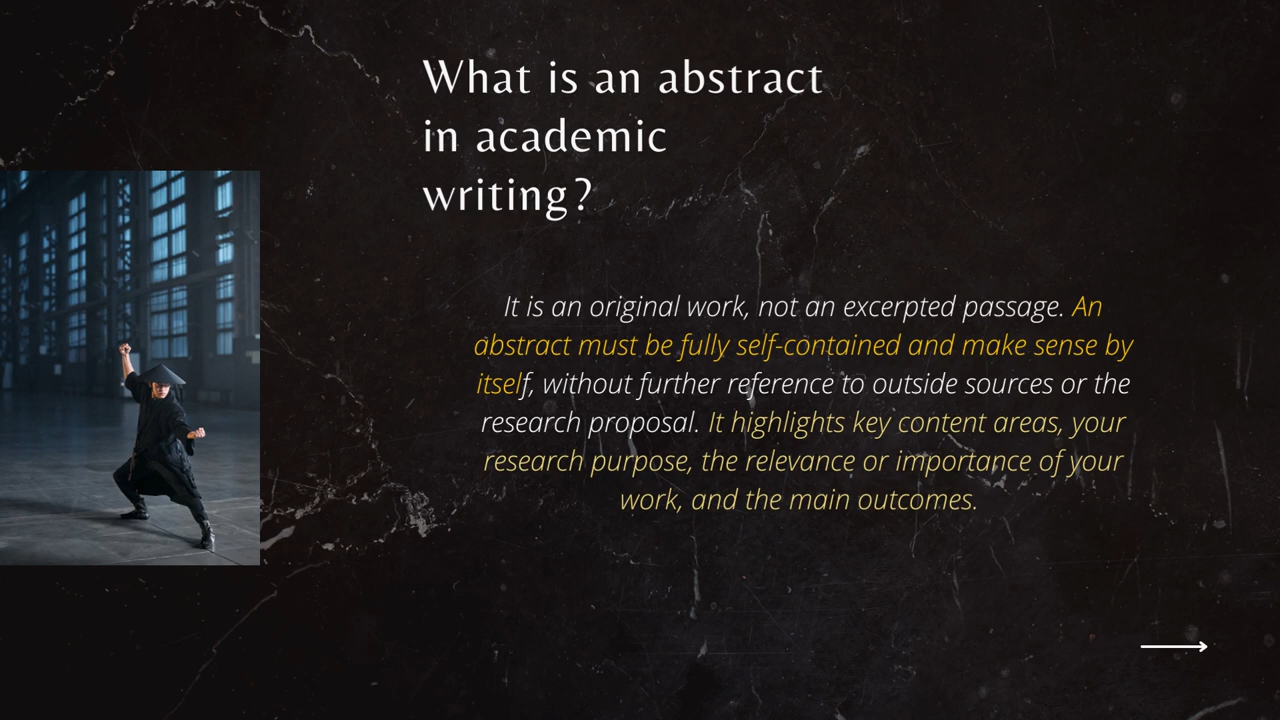 What is an abstract
in academic
writing?
It is an original work, not an excerpted passage. An
abstract must be fully self-contained and make sense by
itself, without further reference to outside sources or the
research proposal. It highlights key content areas, your
research purpose, the relevance or importance of your
work, and the main outcomes.